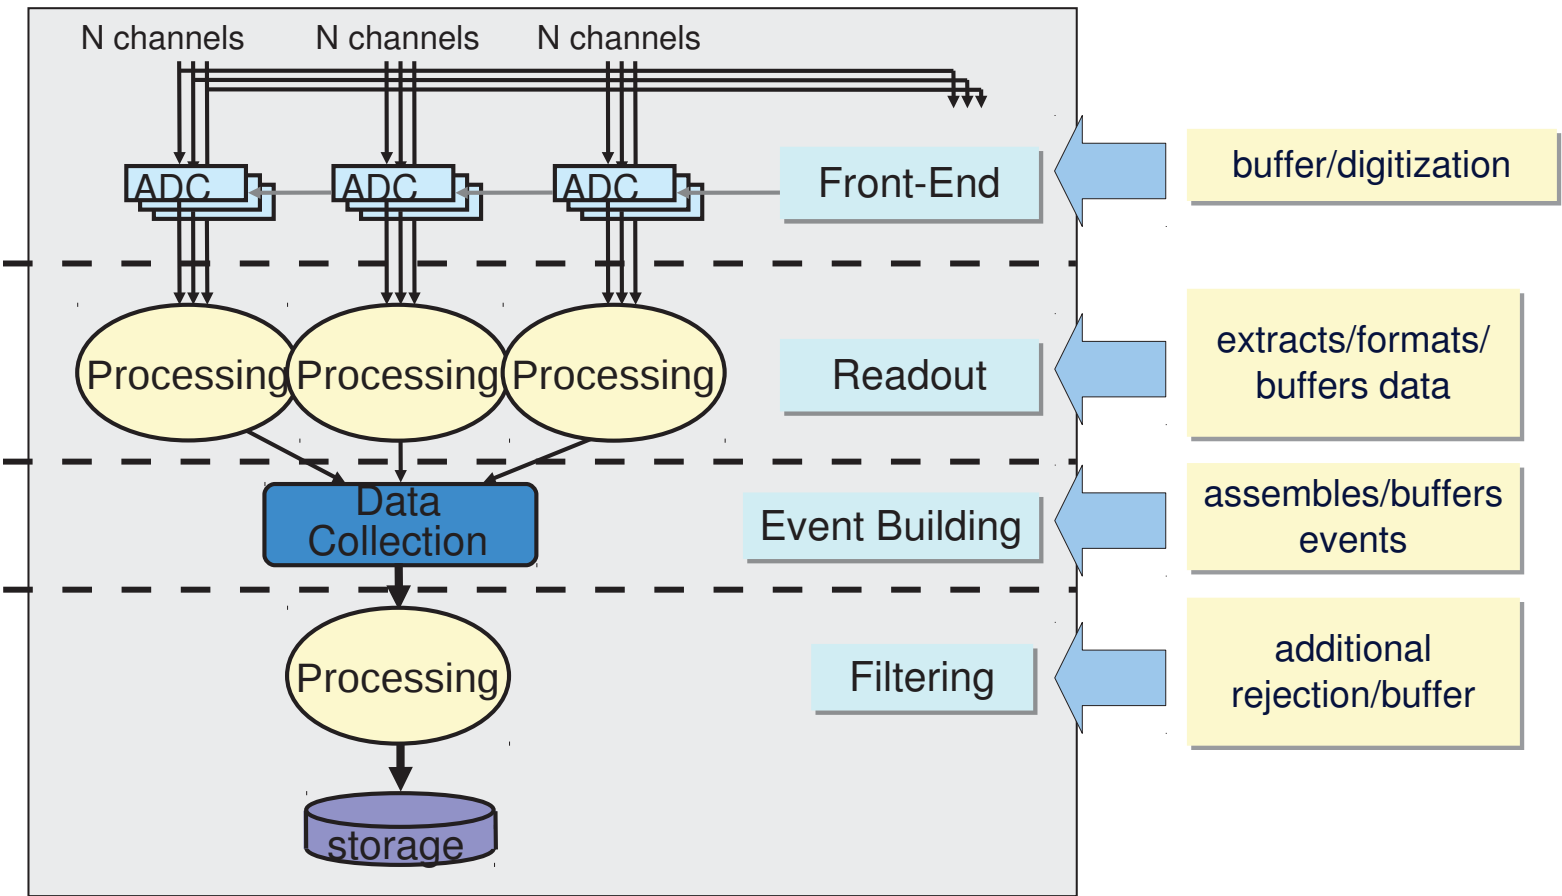 N channels N channels N channels
ADC ADC ADC
Front-End
buffer/digitization
Processing Processing Processing
Readout
extracts/formats/
buffers data
Data
Collection
Event Building
assembles/buffers
events
Processing
Filtering
additional
rejection/buffer
storage